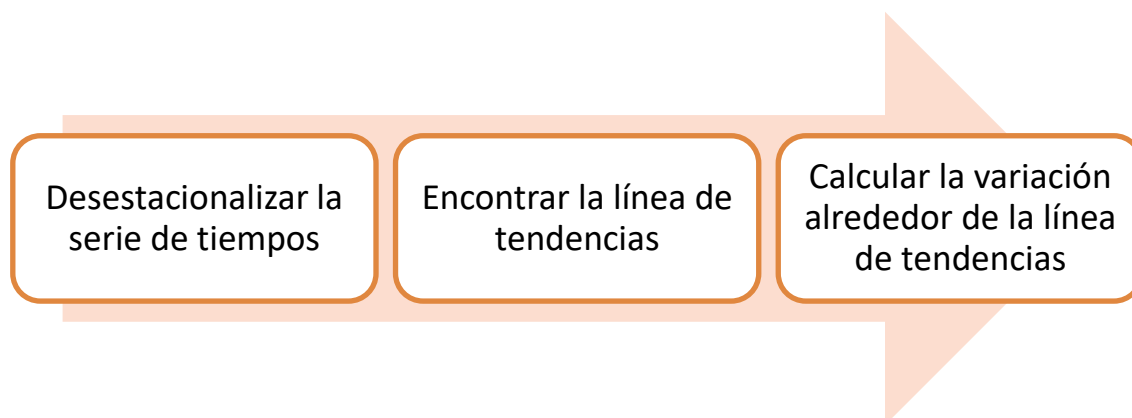 Desestacionalizar la
serie de tiempos
Encontrar la línea de
tendencias
Calcular la variación
alrededor de la línea
de tendencias